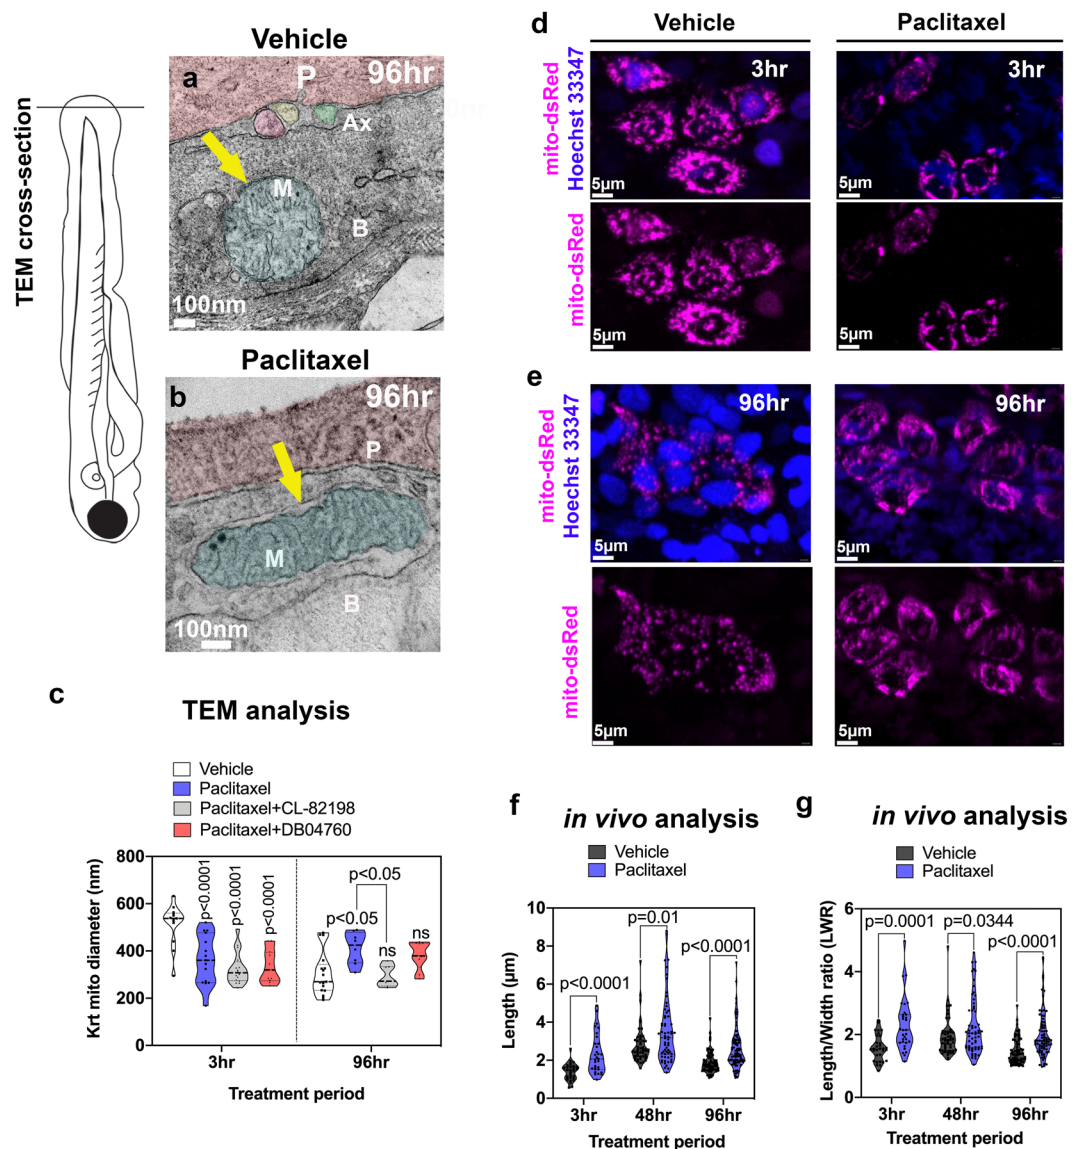 TEM cross-section
Vehicle
a
96hr
P
Ax
M
B
100nm
Paclitaxel
b
96hr
P
M
B
100nm
c
TEM analysis
Vehicle
Paclitaxel
Paclitaxel+CL-82198
Paclitaxel+DB04760
Krt mito diameter (nm)
800
600
400
200
0
p<0.0001
p<0.0001
p<0.0001
p<0.05
p<0.05
ns
ns
3hr
96hr
Treatment period
d
Vehicle
Paclitaxel
mito-dsRed
Hoechst 33347
3hr
5µm
3hr
5µm
mito-dsRed
5µm
5µm
e
mito-dsRed
Hoechst 33347
96hr
5µm
96hr
5µm
mito-dsRed
5µm
5µm
f
in vivo analysis
Vehicle
Paclitaxel
Length (µm)
10
8
6
4
2
0
p<0.0001
p=0.01
p<0.0001
3hr
48hr
96hr
Treatment period
g
in vivo analysis
Vehicle
Paclitaxel
Length/Width ratio (LWR)
6
4
2
0
p=0.0001
p=0.0344
p<0.0001
3hr
48hr
96hr
Treatment period